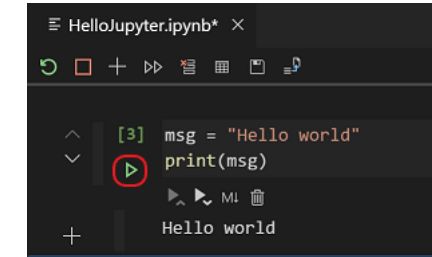 HelloJupyter.ipynb*
[3] msg = "Hello world"
print(msg)
M↓
Hello world